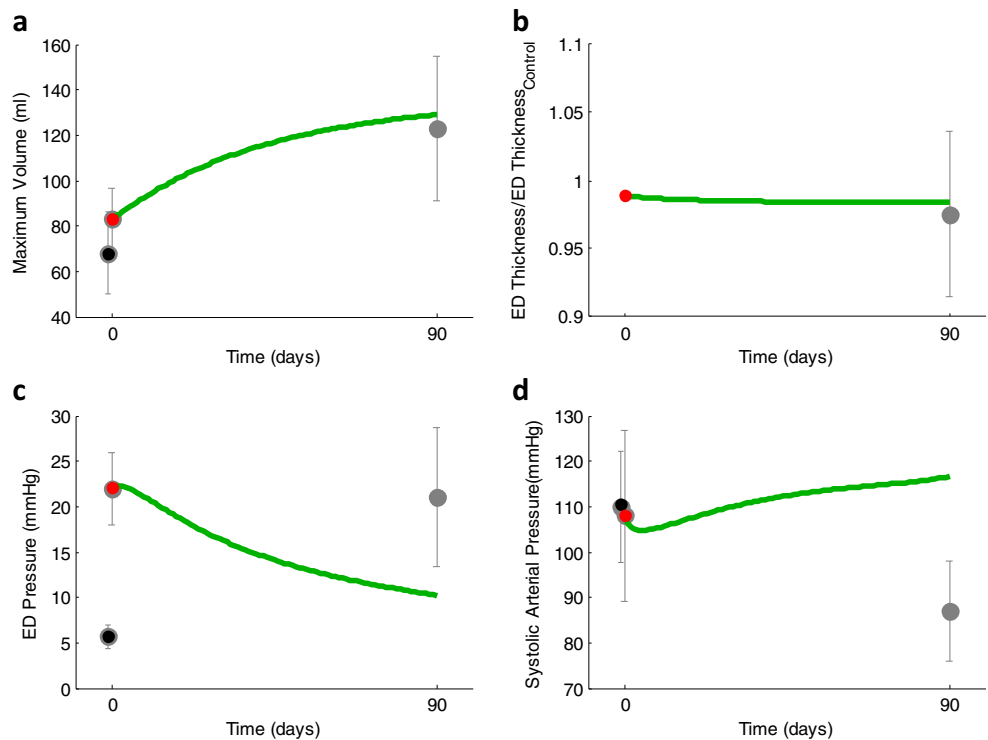 a
Maximum Volume (ml)
160
140
120
100
80
60
40
0
90
Time (days)
b
ED Thickness/ED Thickness_Control
1.1
1.05
1
0.95
0.9
0
90
Time (days)
c
ED Pressure (mmHg)
30
25
20
15
10
5
0
0
90
Time (days)
d
Systolic Arterial Pressure(mmHg)
130
120
110
100
90
80
70
0
90
Time (days)